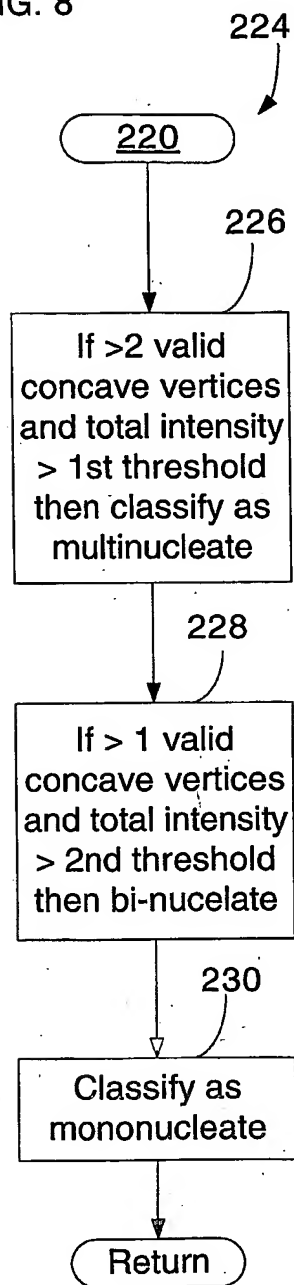 FIG. 8
224
220
226
If >2 valid
concave vertices
and total intensity
> 1st threshold
then classify as
multinucleate
228
If > 1 valid
concave vertices
and total intensity
> 2nd threshold
then bi-nucelate
230
Classify as
mononucleate
Return